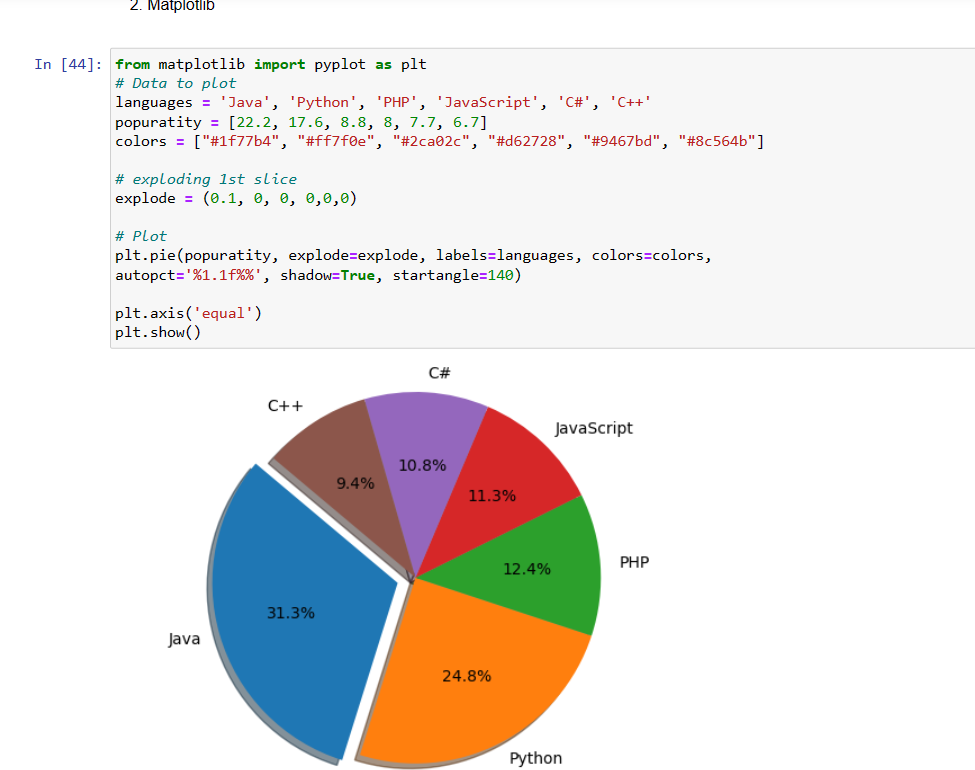 2. Matplotlib
In [44]:
from matplotlib import pyplot as plt
# Data to plot
languages = 'Java', 'Python', 'PHP', 'JavaScript', 'C#', 'C++'
popuratity = [22.2, 17.6, 8.8, 8, 7.7, 6.7]
colors = ["#1f77b4", "#ff7f0e", "#2ca02c", "#d62728", "#9467bd", "#8c564b"]
# exploding 1st slice
explode = (0.1, 0, 0, 0,0,0)
# Plot
plt.pie(popuratity, explode=explode, labels=languages, colors=colors,
autopct='%1.1f%%', shadow=True, startangle=140)
plt.axis('equal')
plt.show()
C#
C++
JavaScript
10.8%
9.4%
11.3%
PHP
12.4%
31.3%
Java
24.8%
Python